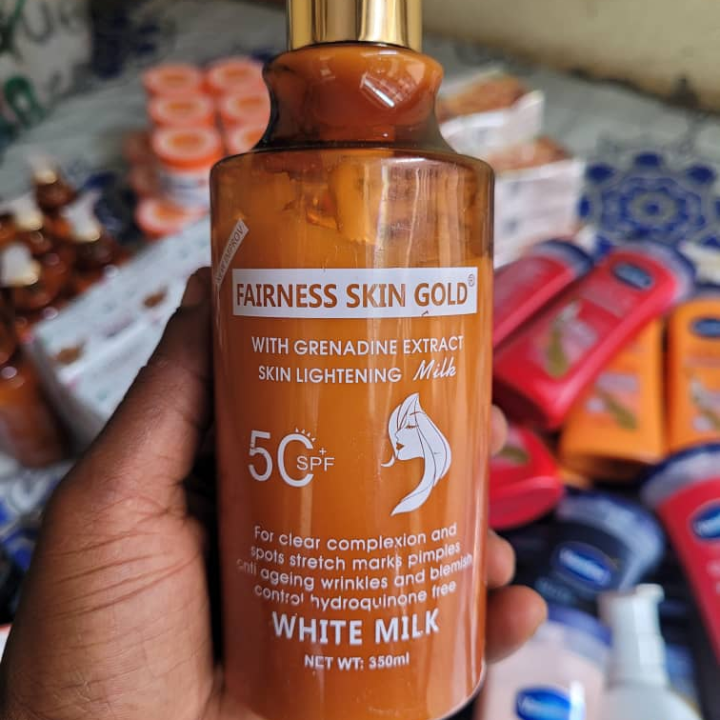 FAIRNESS SKIN GOLD®
WITH GRENADINE EXTRACT
SKIN LIGHTENING Milk
50+
SPF
For clear complexion and
spots stretch marks pimples
anti ageing wrinkles and blemish
control hydroquinone free
WHITE MILK
NET WT: 350ml
Vaseline